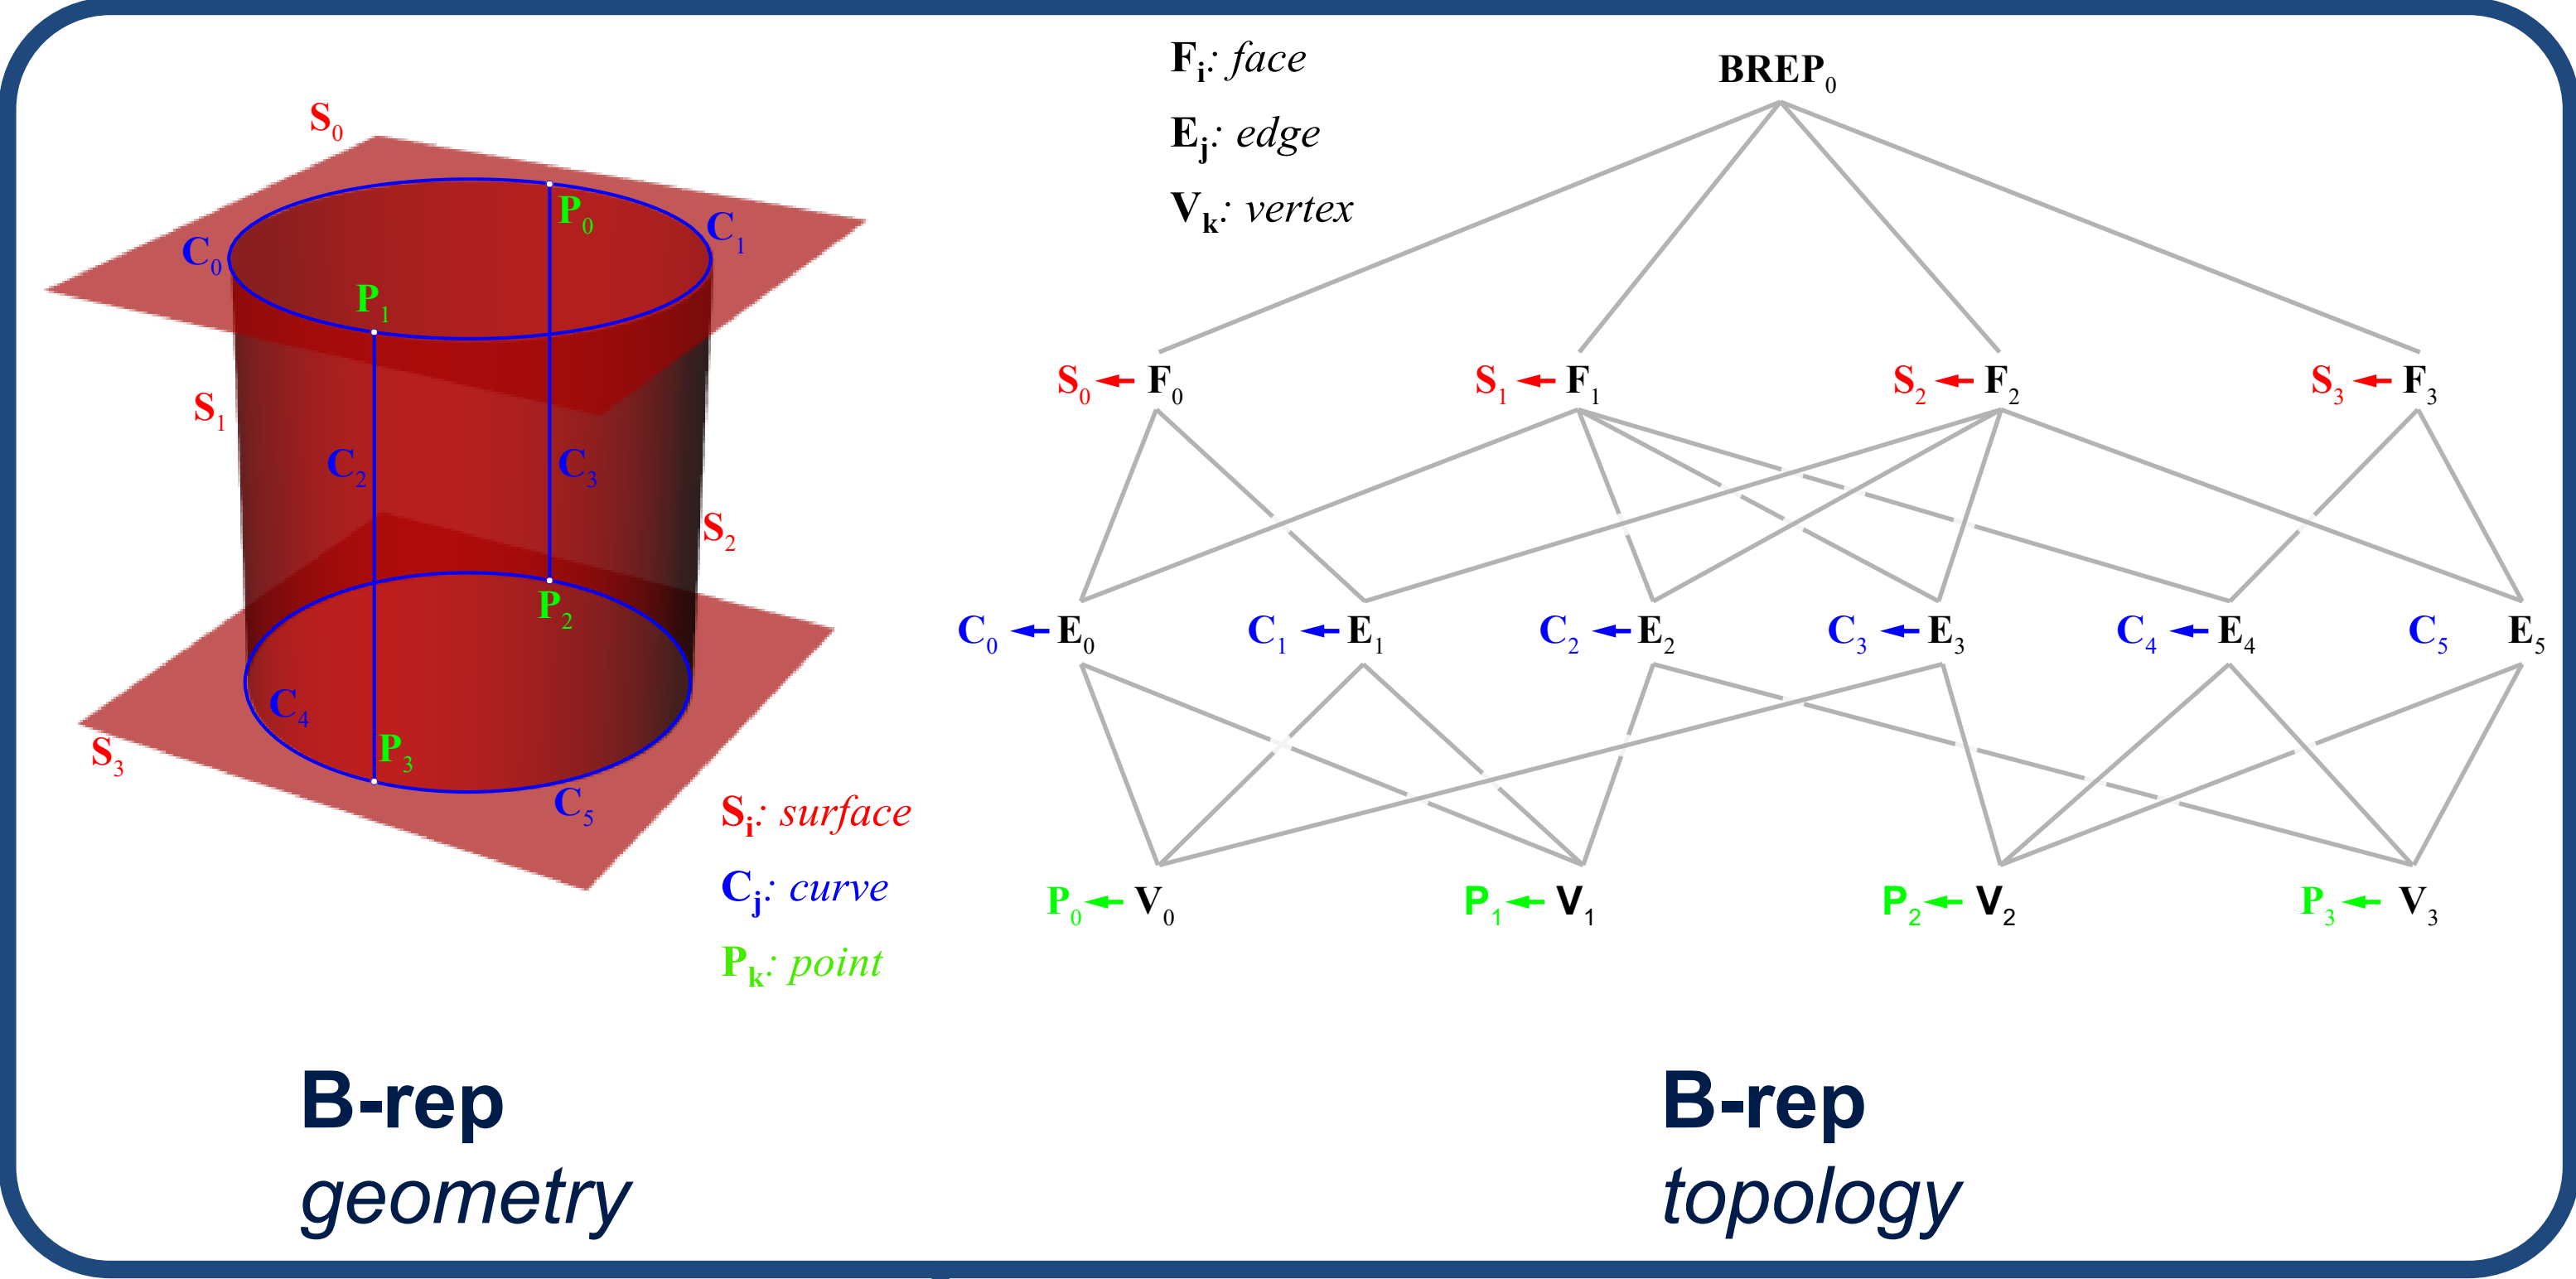 S0
C0
P0
C1
P1
S1
C2
C3
S2
P2
C4
P3
S3
C5
Si: surface
Cj: curve
Pk: point
B-rep
geometry
Fi: face
Ej: edge
Vk: vertex
BREP0
S0 ← F0 S1 ← F1 S2 ← F2 S3 ← F3
C0 ← E0 C1 ← E1 C2 ← E2 C3 ← E3 C4 ← E4 C5 E5
P0 ← V0 P1 ← V1 P2 ← V2 P3 ← V3
B-rep
topology